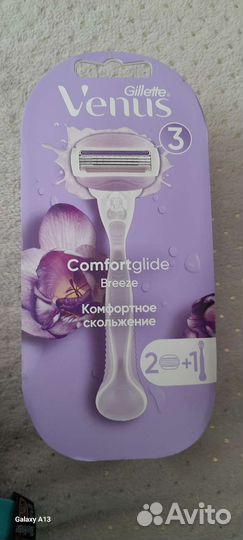 Gillette
Venus
3
Comfortglide
Breeze
Комфортное
скольжение
2 +1
Galaxy A13
Avito